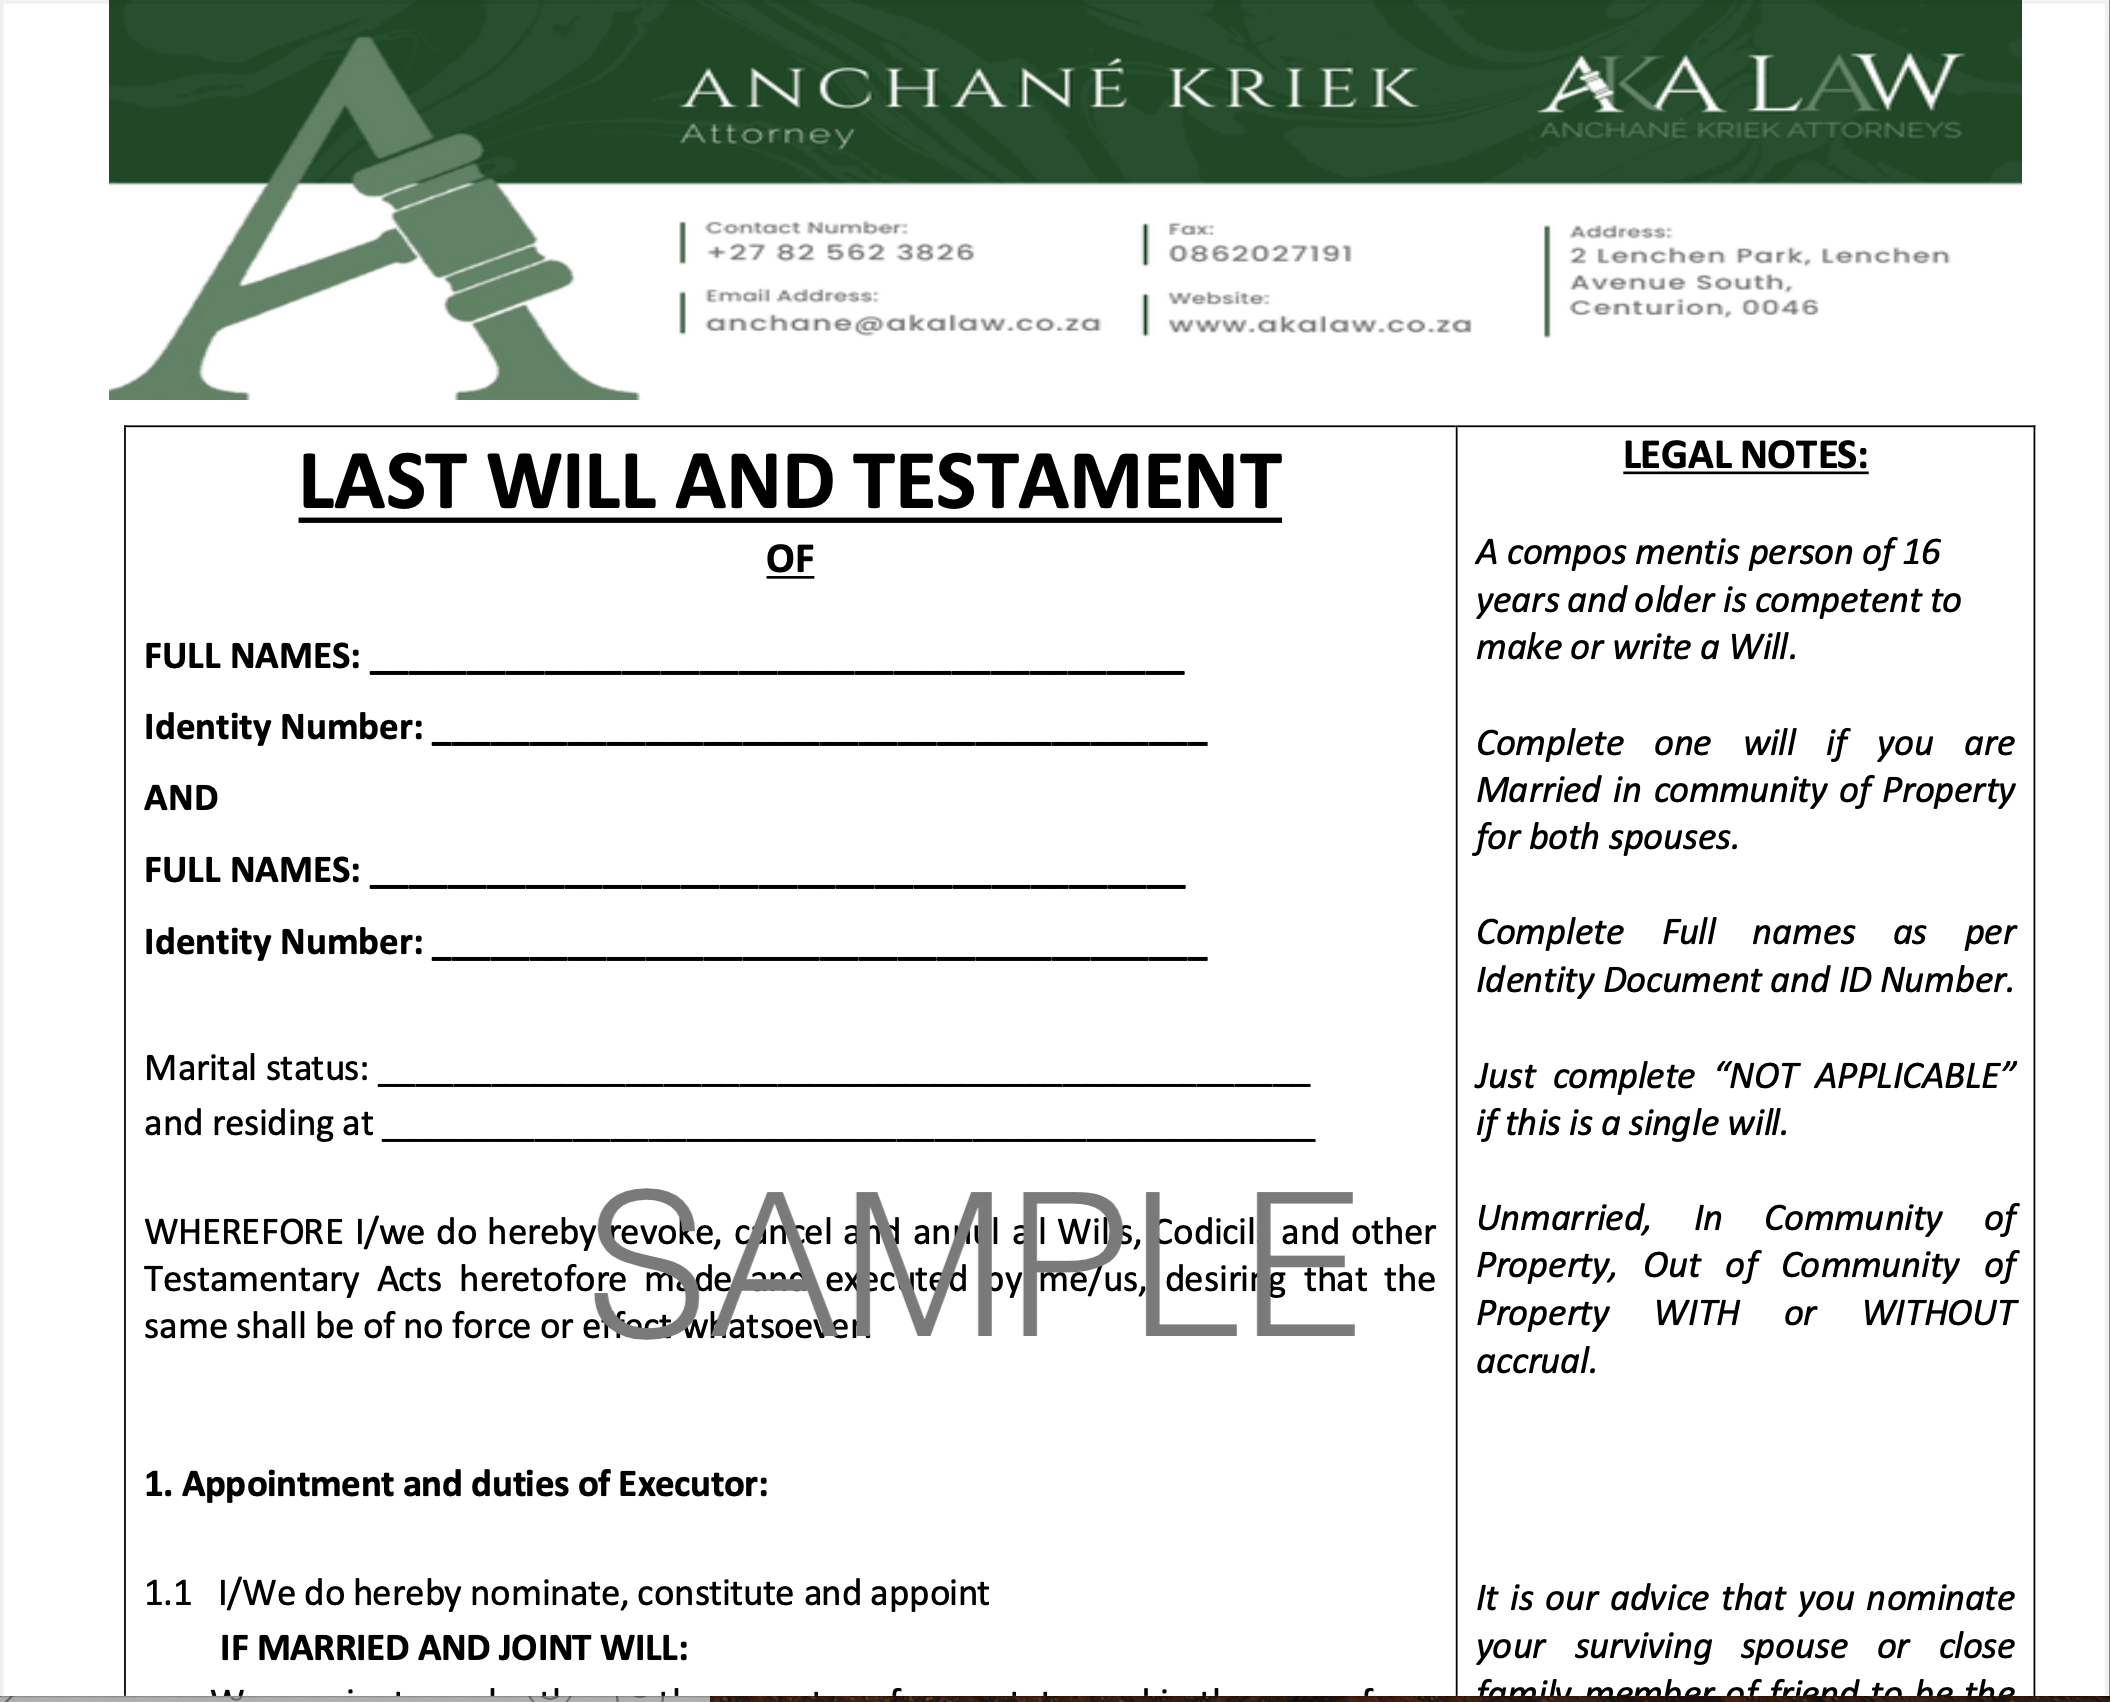 ANCHANÉ KRIEK
Attorney
AKA LAW
ANCHANÉ KRIEK ATTORNEYS
Contact Number:
+27 82 562 3826
Email Address:
anchane@akalaw.co.za
Fax:
0862027191
Website:
www.akalaw.co.za
Address:
2 Lenchen Park, Lenchen
Avenue South,
Centurion, 0046
LAST WILL AND TESTAMENT
OF
FULL NAMES:
Identity Number:
AND
FULL NAMES:
Identity Number:
Marital status:
and residing at
WHEREFORE I/we do hereby revoke, cancel and annul all Wills, Codicils and other
Testamentary Acts heretofore made and executed by me/us, desiring that the
same shall be of no force or effect whatsoever.
SAMPLE
1. Appointment and duties of Executor:
1.1 I/We do hereby nominate, constitute and appoint
IF MARRIED AND JOINT WILL:
LEGAL NOTES:
A compos mentis person of 16
years and older is competent to
make or write a Will.
Complete one will if you are
Married in community of Property
for both spouses.
Complete Full names as per
Identity Document and ID Number.
Just complete “NOT APPLICABLE”
if this is a single will.
Unmarried, In Community of
Property, Out of Community of
Property WITH or WITHOUT
accrual.
It is our advice that you nominate
your surviving spouse or close
family member of friend to be the